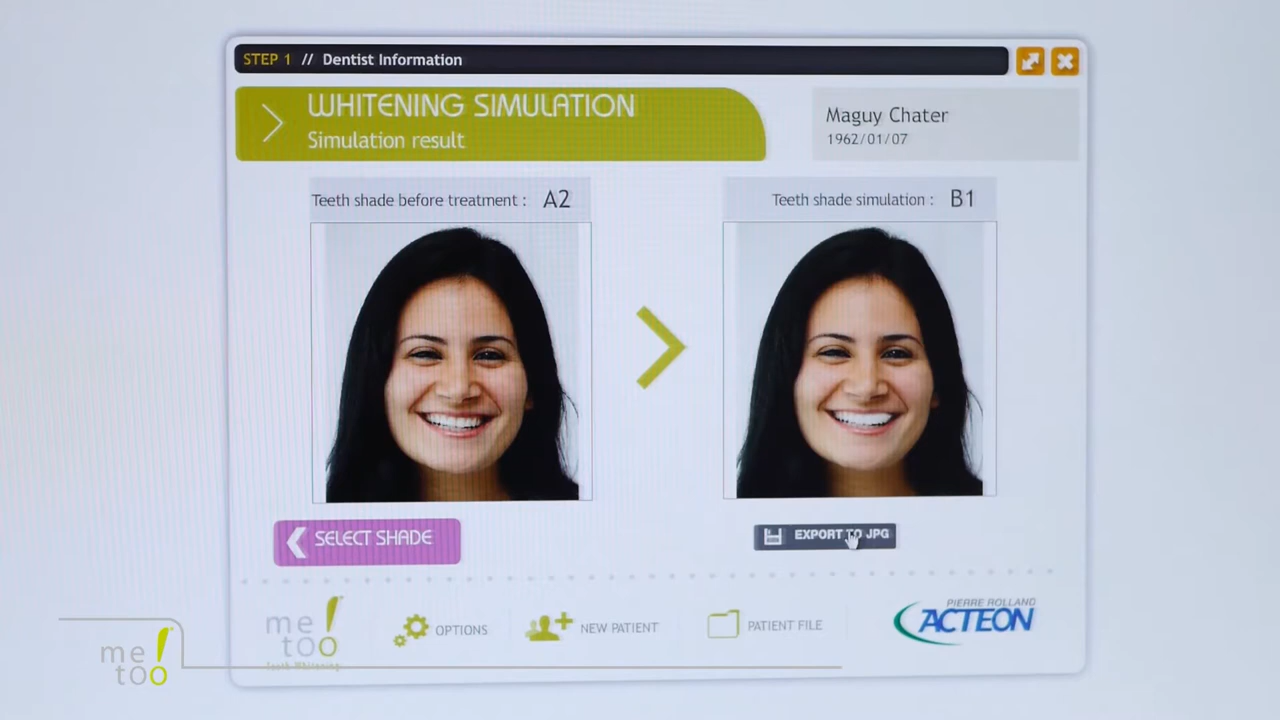 STEP 1 // Dentist Information
WHITENING SIMULATION
Simulation result
Maguy Chater
1962/01/07
Teeth shade before treatment : A2
Teeth shade simulation : B1
SELECT SHADE
EXPORT TO JPG
me too!
Teeth Whitening
OPTIONS
NEW PATIENT
PATIENT FILE
PIERRE ROLLAND
ACTEON
me too!